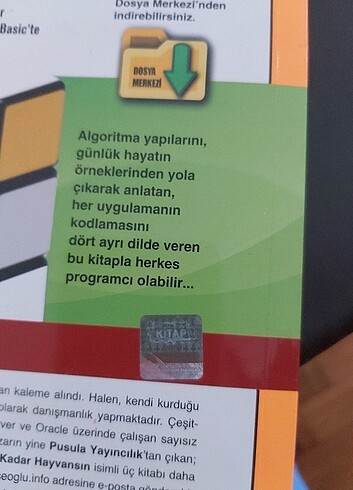 Dosya Merkezi'nden
indirebilirsiniz.
r
Basic'te
DOSYA
MERKEZİ
Algoritma yapılarını,
günlük hayatın
örneklerinden yola
çıkarak anlatan,
her uygulamanın
kodlamasını
dört ayrı dilde veren
bu kitapla herkes
programcı olabilir...
KİTAP
an kaleme alındı. Halen, kendi kurduğu
olarak danışmanlık yapmaktadır. Çeşit-
ver ve Oracle üzerinde çalışan sayısız
zarın yine Pusula Yayıncılık'tan çıkan;
Kadar Hayvansın isimli üç kitabı daha
seoglu.info adresine e-posta